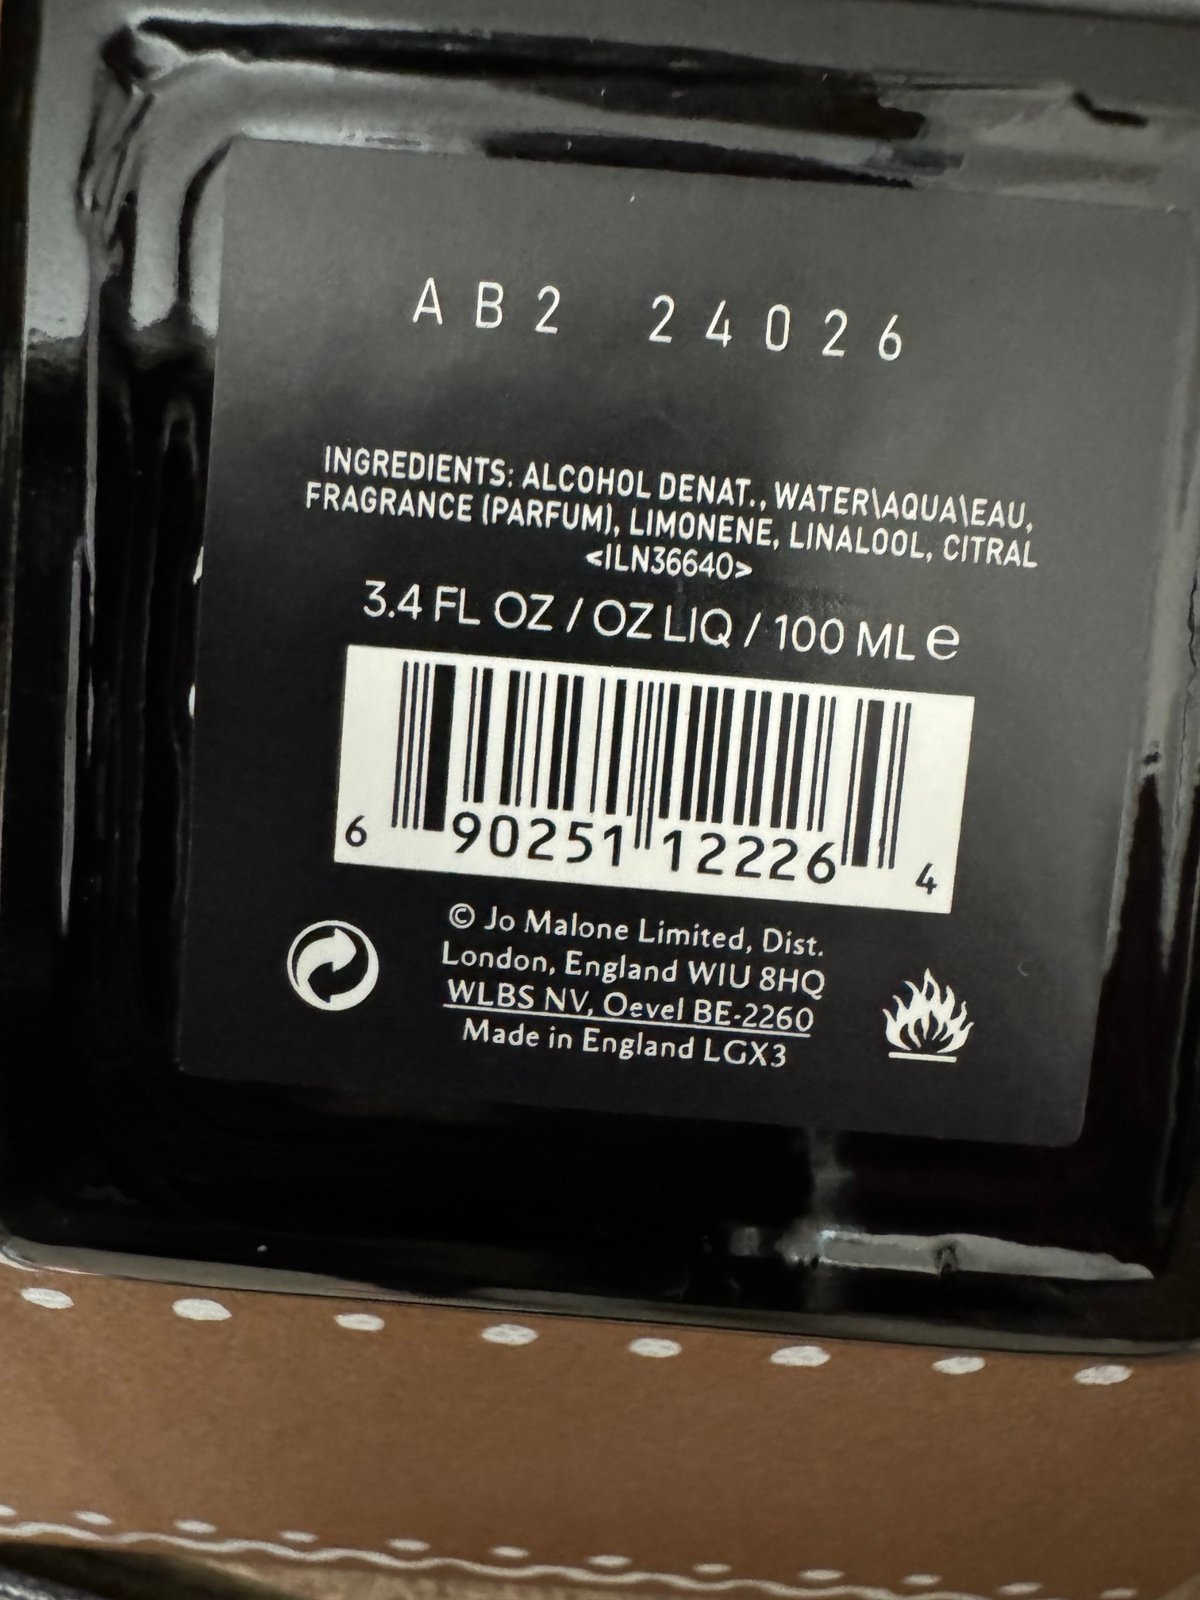 AB2 24026
INGREDIENTS: ALCOHOL DENAT., WATER\AQUA\EAU,
FRAGRANCE (PARFUM), LIMONENE, LINALOOL, CITRAL
<ILN36640>
3.4 FL OZ / OZ LIQ / 100 ML e
6 90251 12226 4
© Jo Malone Limited, Dist.
London, England W1U 8HQ
WLBS NV, Oevel BE-2260
Made in England LGX3